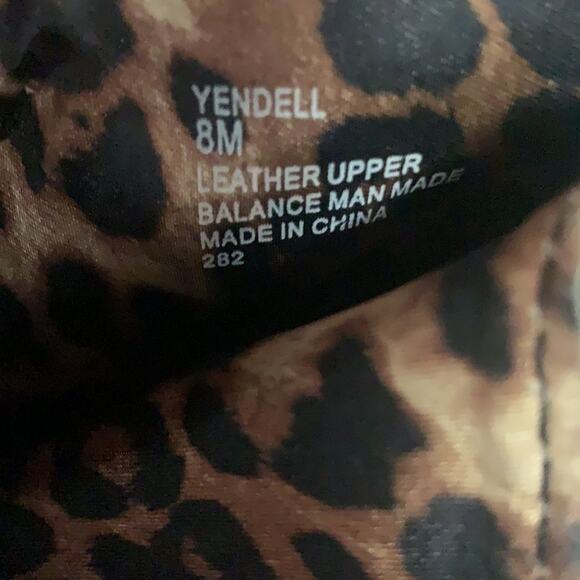 YENDELL
8M
LEATHER UPPER
BALANCE MAN MADE
MADE IN CHINA
282